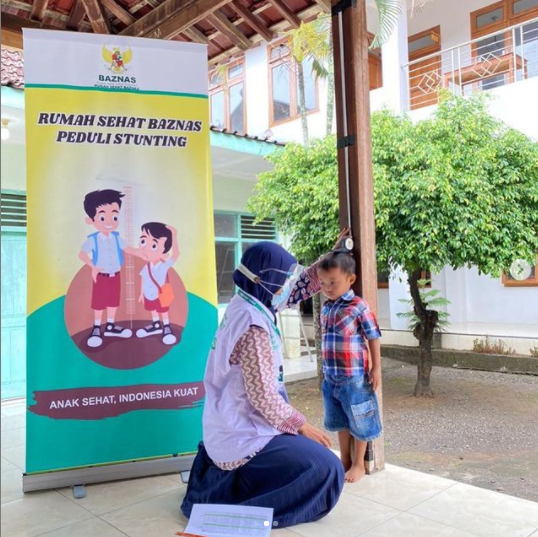 BAZNAS
RUMAH SEHAT BAZNAS
PEDULI STUNTING
ANAK SEHAT, INDONESIA KUAT